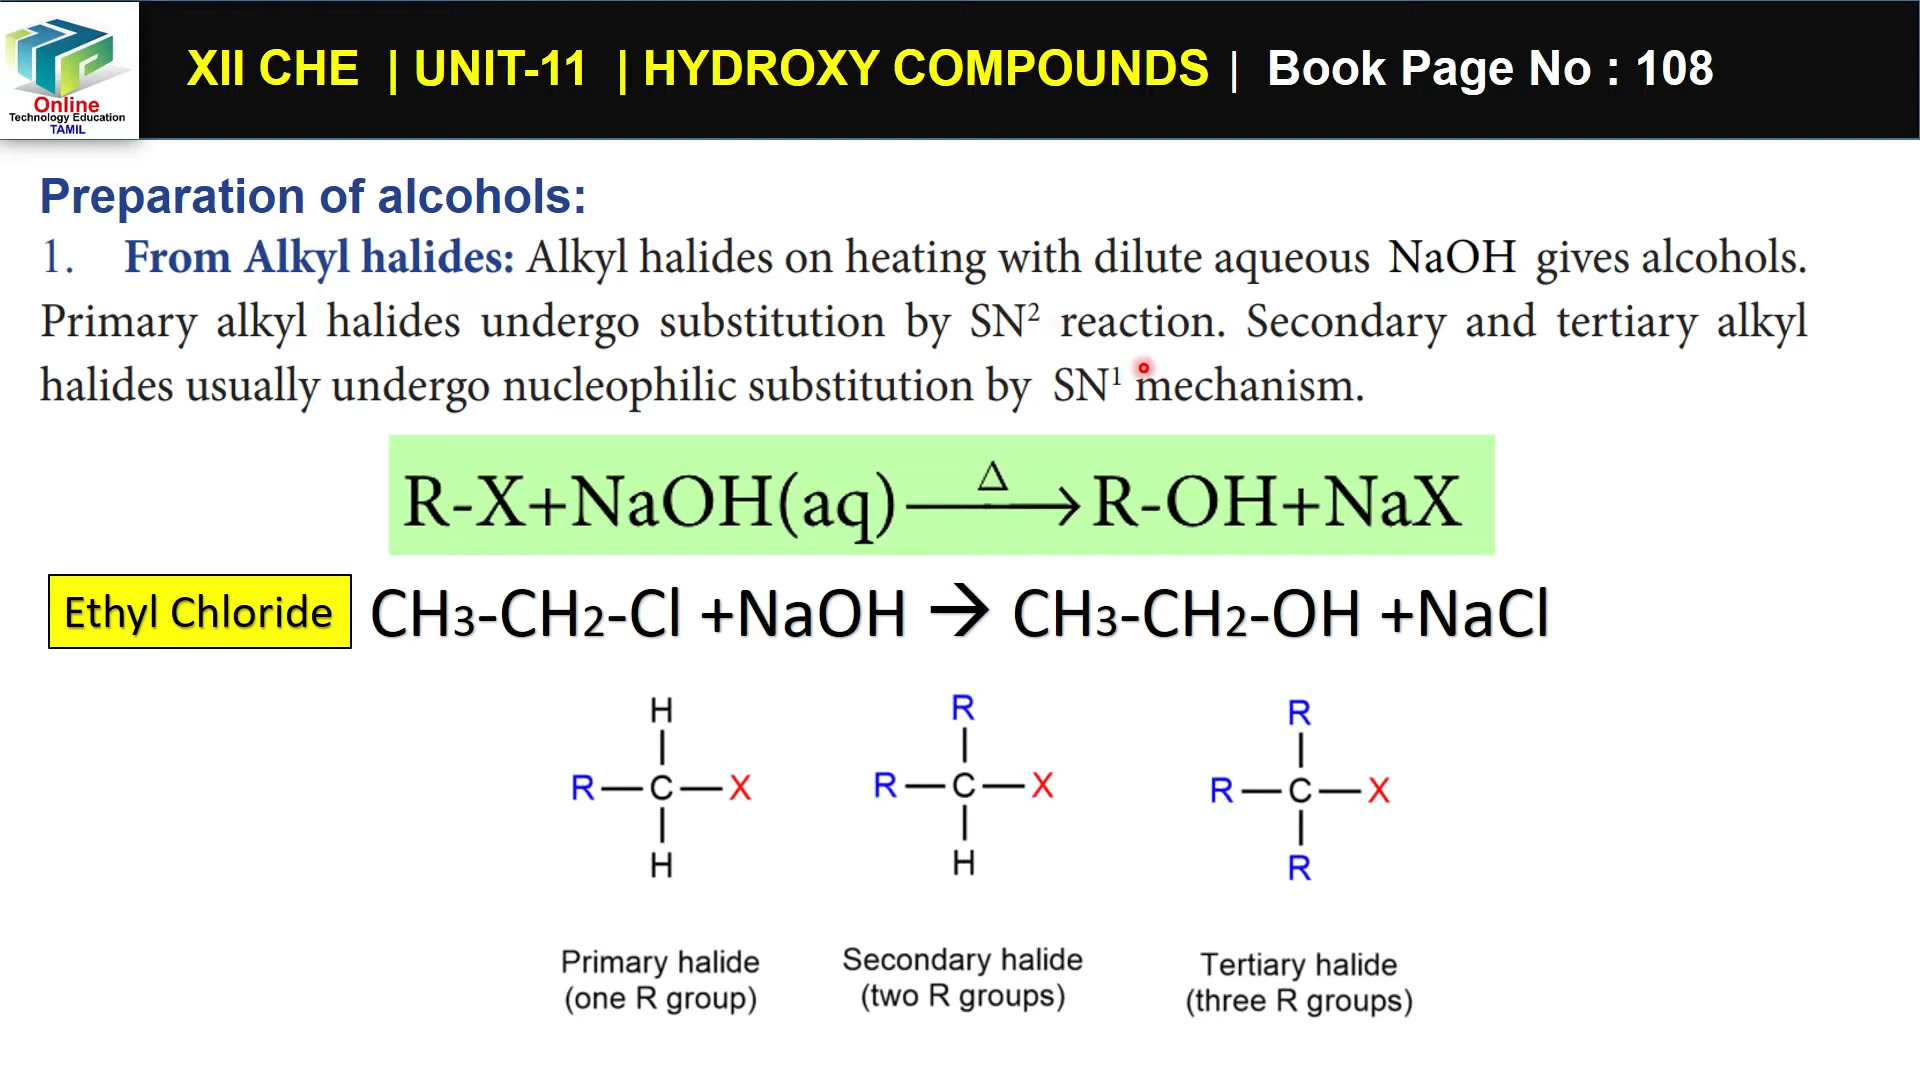 Online
Technology Education
TAMIL
XII CHE | UNIT-11 | HYDROXY COMPOUNDS | Book Page No : 108
Preparation of alcohols:
1. From Alkyl halides: Alkyl halides on heating with dilute aqueous NaOH gives alcohols.
Primary alkyl halides undergo substitution by SN² reaction. Secondary and tertiary alkyl
halides usually undergo nucleophilic substitution by SN¹ mechanism.
Δ
R-X+NaOH(aq)⟶R-OH+NaX
Ethyl Chloride CH3-CH2-Cl +NaOH → CH3-CH2-OH +NaCl
H
R—C—X
H
Primary halide
(one R group)
R
R—C—X
H
Secondary halide
(two R groups)
R
R—C—X
R
Tertiary halide
(three R groups)